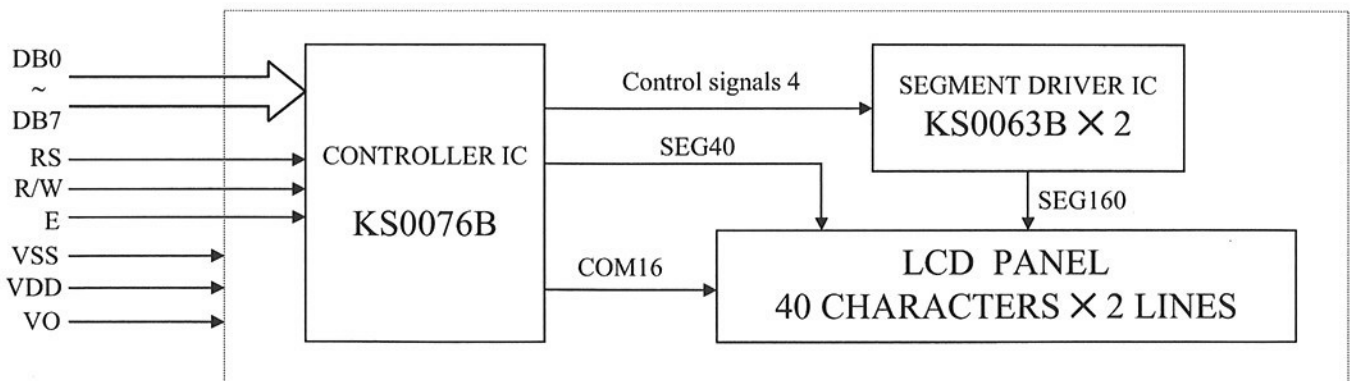 DB0
~
DB7
RS
R/W
E
VSS
VDD
VO
CONTROLLER IC
KS0076B
Control signals 4
SEG40
COM16
SEGMENT DRIVER IC
KS0063B × 2
SEG160
LCD PANEL
40 CHARACTERS × 2 LINES